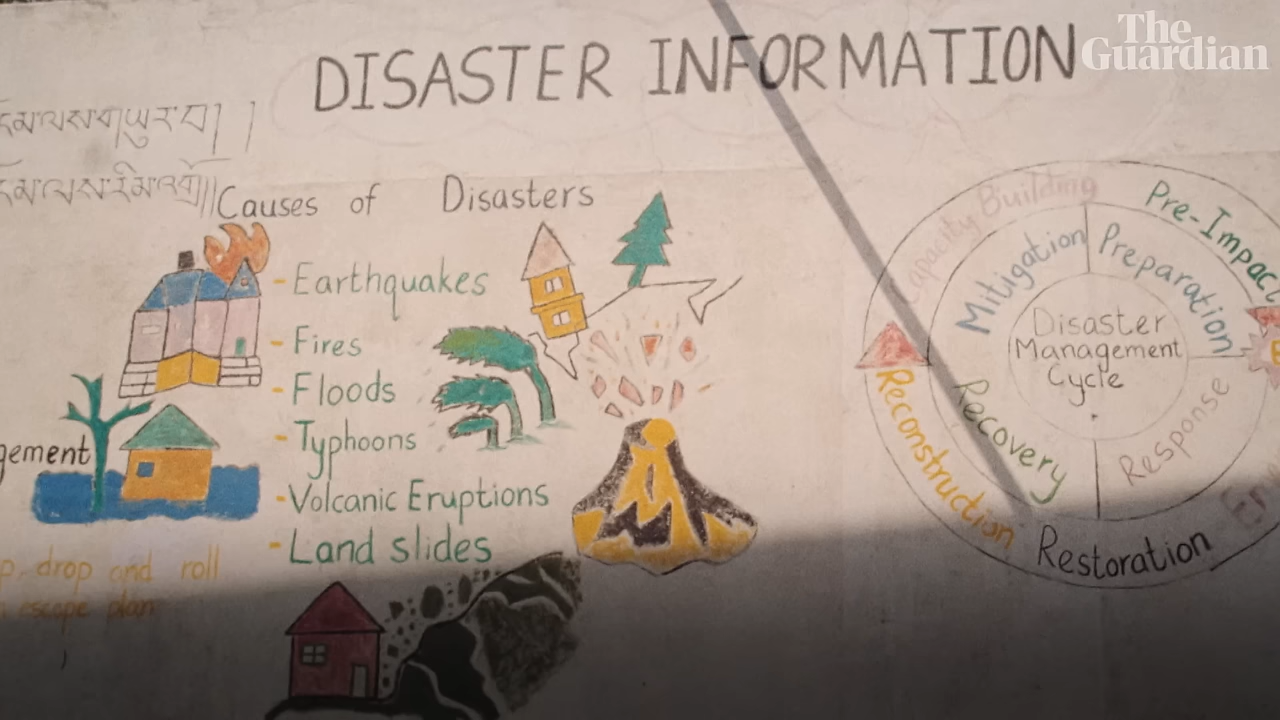 The Guardian
DISASTER INFORMATION
Causes of Disasters
- Earthquakes
- Fires
- Floods
- Typhoons
- Volcanic Eruptions
- Land slides
drop and roll
escape plan
Capacity Building
Pre-Impact
Mitigation
Preparation
Disaster
Management
Cycle
Recovery
Response
Reconstruction
Restoration